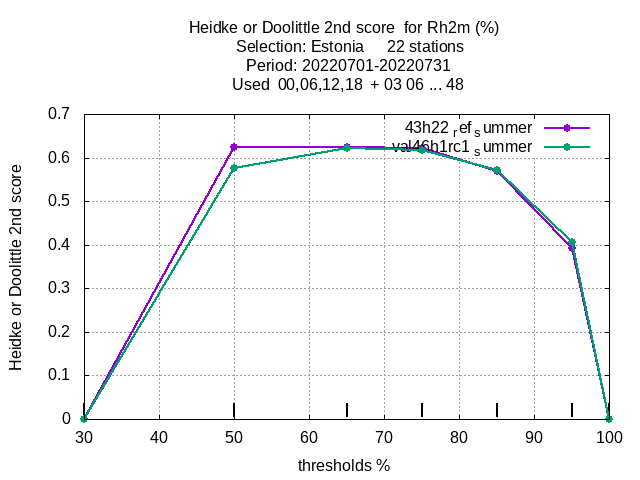 Heidke or Doolittle 2nd score  for Rh2m (%)
Selection: Estonia     22 stations
Period: 20220701-20220731
Used  00,06,12,18  + 03 06 ... 48
43h22 ref summer
val46h1rc1 summer
0.7
0.6
0.5
0.4
0.3
0.2
0.1
0
Heidke or Doolittle 2nd score
30 40 50 60 70 80 90 100
thresholds %